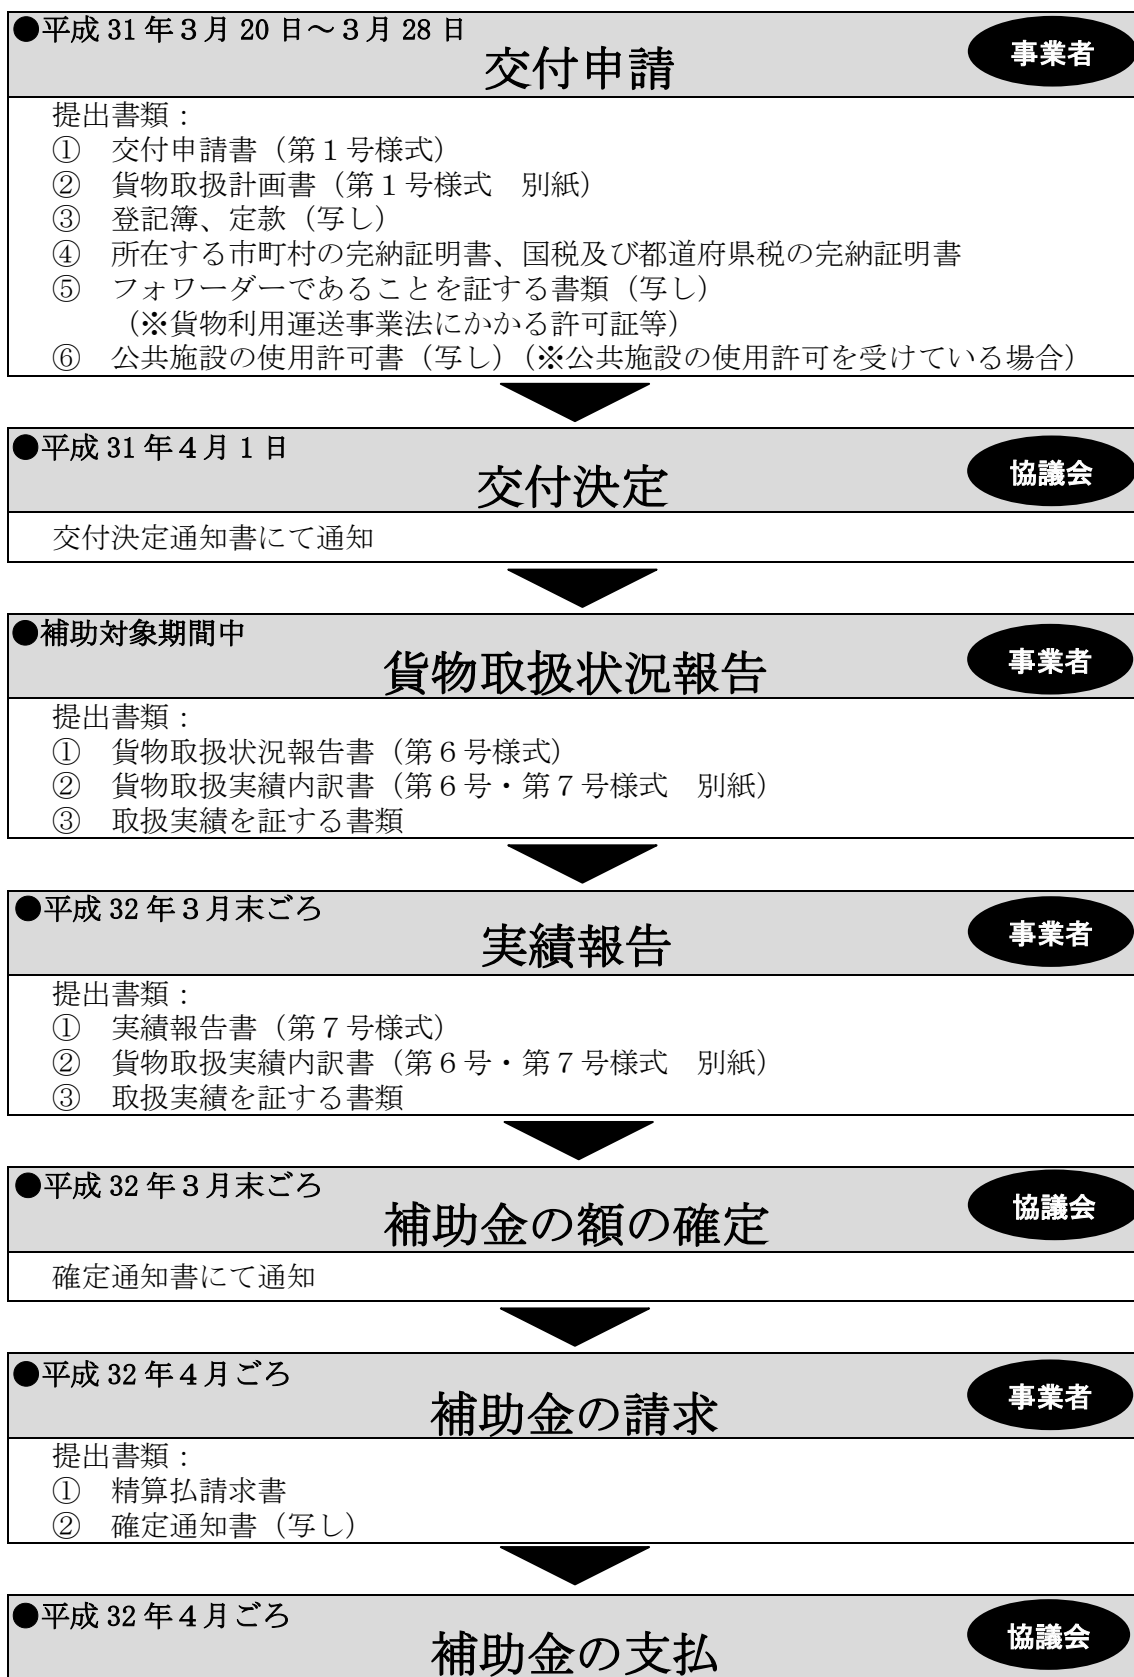 ●平成 31 年３月 20 日～３月 28 日
交付申請
事業者
提出書類：
①　交付申請書（第１号様式）
②　貨物取扱計画書（第１号様式　別紙）
③　登記簿、定款（写し）
④　所在する市町村の完納証明書、国税及び都道府県税の完納証明書
⑤　フォワーダーであることを証する書類（写し）
（※貨物利用運送事業法にかかる許可証等）
⑥　公共施設の使用許可書（写し）（※公共施設の使用許可を受けている場合）
●平成 31 年４月１日
交付決定
協議会
交付決定通知書にて通知
●補助対象期間中
貨物取扱状況報告
事業者
提出書類：
①　貨物取扱状況報告書（第６号様式）
②　貨物取扱実績内訳書（第６号・第７号様式　別紙）
③　取扱実績を証する書類
●平成 32 年３月末ごろ
実績報告
事業者
提出書類：
①　実績報告書（第７号様式）
②　貨物取扱実績内訳書（第６号・第７号様式　別紙）
③　取扱実績を証する書類
●平成 32 年３月末ごろ
補助金の額の確定
協議会
確定通知書にて通知
●平成 32 年４月ごろ
補助金の請求
事業者
提出書類：
①　精算払請求書
②　確定通知書（写し）
●平成 32 年４月ごろ
補助金の支払
協議会